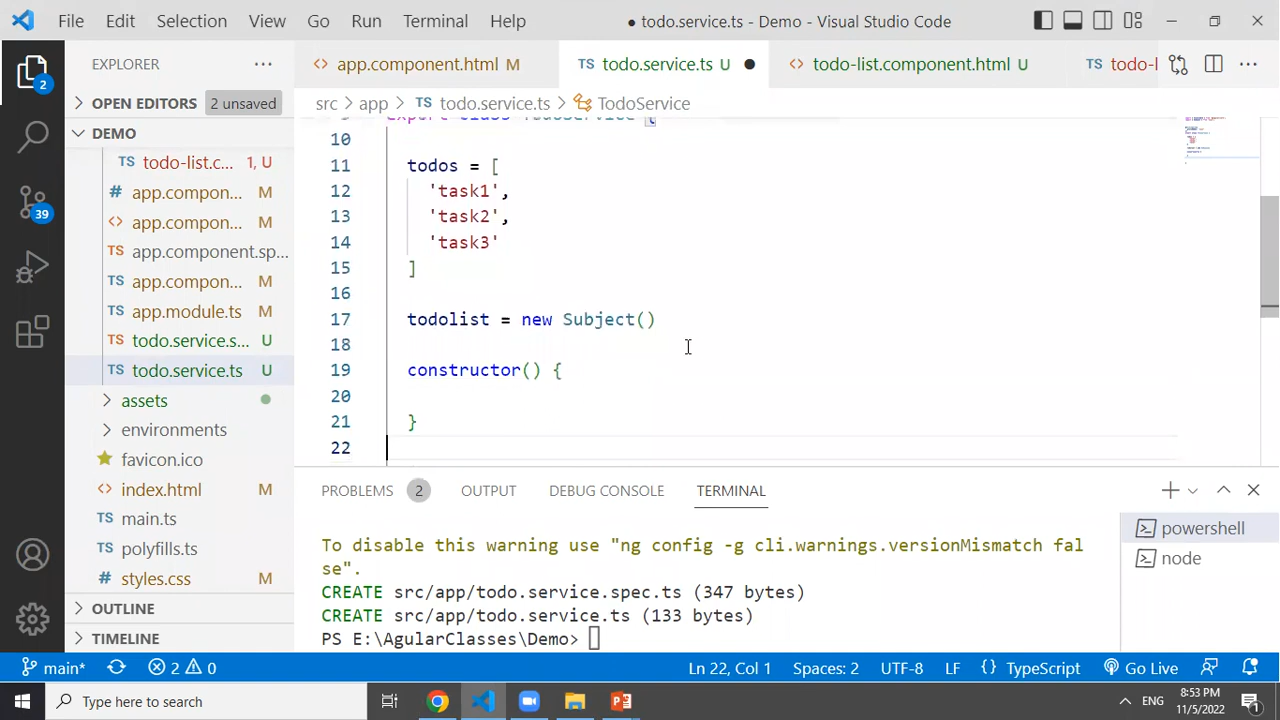 File Edit Selection View Go Run Terminal Help ● todo.service.ts - Demo - Visual Studio Code
EXPLORER ···
app.component.html M
todo.service.ts U ●
todo-list.component.html U
TS todo-l
2
OPEN EDITORS 2 unsaved
src > app > TS todo.service.ts > TodoService
DEMO
TS todo-list.c... 1, U
# app.compon... M
<> app.compon... M
TS app.component.sp...
TS app.compon... M
TS app.module.ts M
TS todo.service.s... U
TS todo.service.ts U
assets
environments
favicon.ico
<> index.html M
TS main.ts
TS polyfills.ts
# styles.css M
OUTLINE
TIMELINE
39
export class TodoService {
10
11 todos = [
12 'task1',
13 'task2',
14 'task3'
15 ]
16
17 todolist = new Subject()
18
19 constructor() {
20
21 }
22
PROBLEMS 2 OUTPUT DEBUG CONSOLE TERMINAL
To disable this warning use "ng config -g cli.warnings.versionMismatch fal
se".
CREATE src/app/todo.service.spec.ts (347 bytes)
CREATE src/app/todo.service.ts (133 bytes)
PS E:\AgularClasses\Demo>
powershell
node
main* 2 0 Ln 22, Col 1 Spaces: 2 UTF-8 LF {} TypeScript Go Live
Type here to search
ENG
8:53 PM
11/5/2022
1